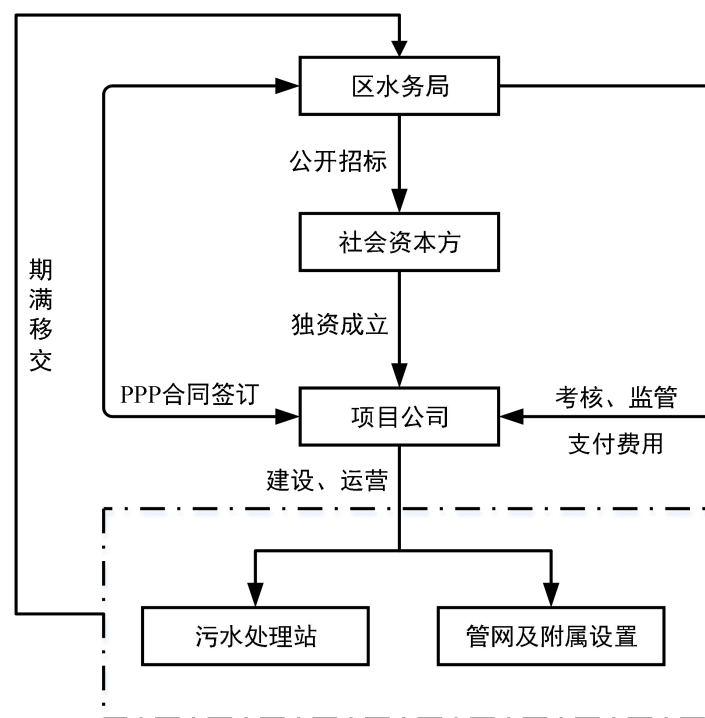 区水务局
公开招标
社会资本方
期满移交
独资成立
PPP合同签订
项目公司
考核、监管
支付费用
建设、运营
污水处理站
管网及附属设置